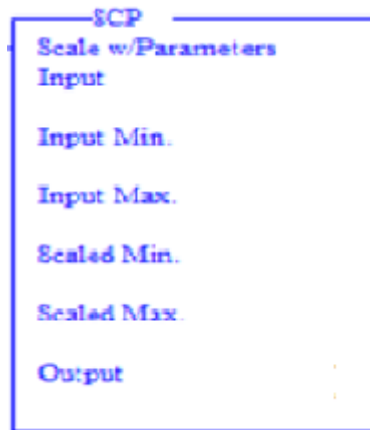 SCP
Scale w/Parameters
Input
Input Min.
Input Max.
Scaled Min.
Scaled Max.
Output